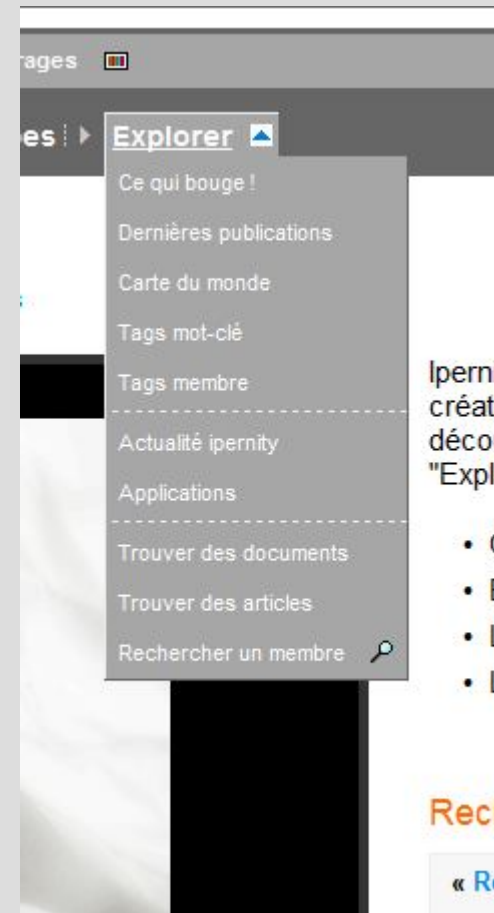 rages
es Explorer
Ce qui bouge !
Dernières publications
Carte du monde
Tags mot-clé
Tags membre
Actualité ipernity
Applications
Trouver des documents
Trouver des articles
Rechercher un membre
Ipern
créat
déco
"Expl
Rec
« R